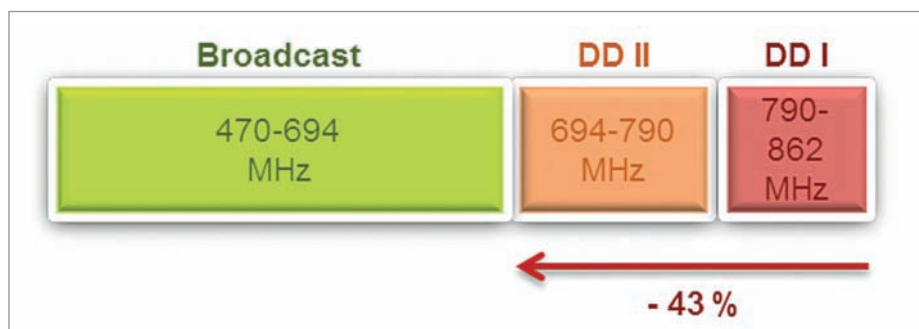 Broadcast
DD II
DD I
470-694
MHz
694-790
MHz
790-
862
MHz
- 43 %